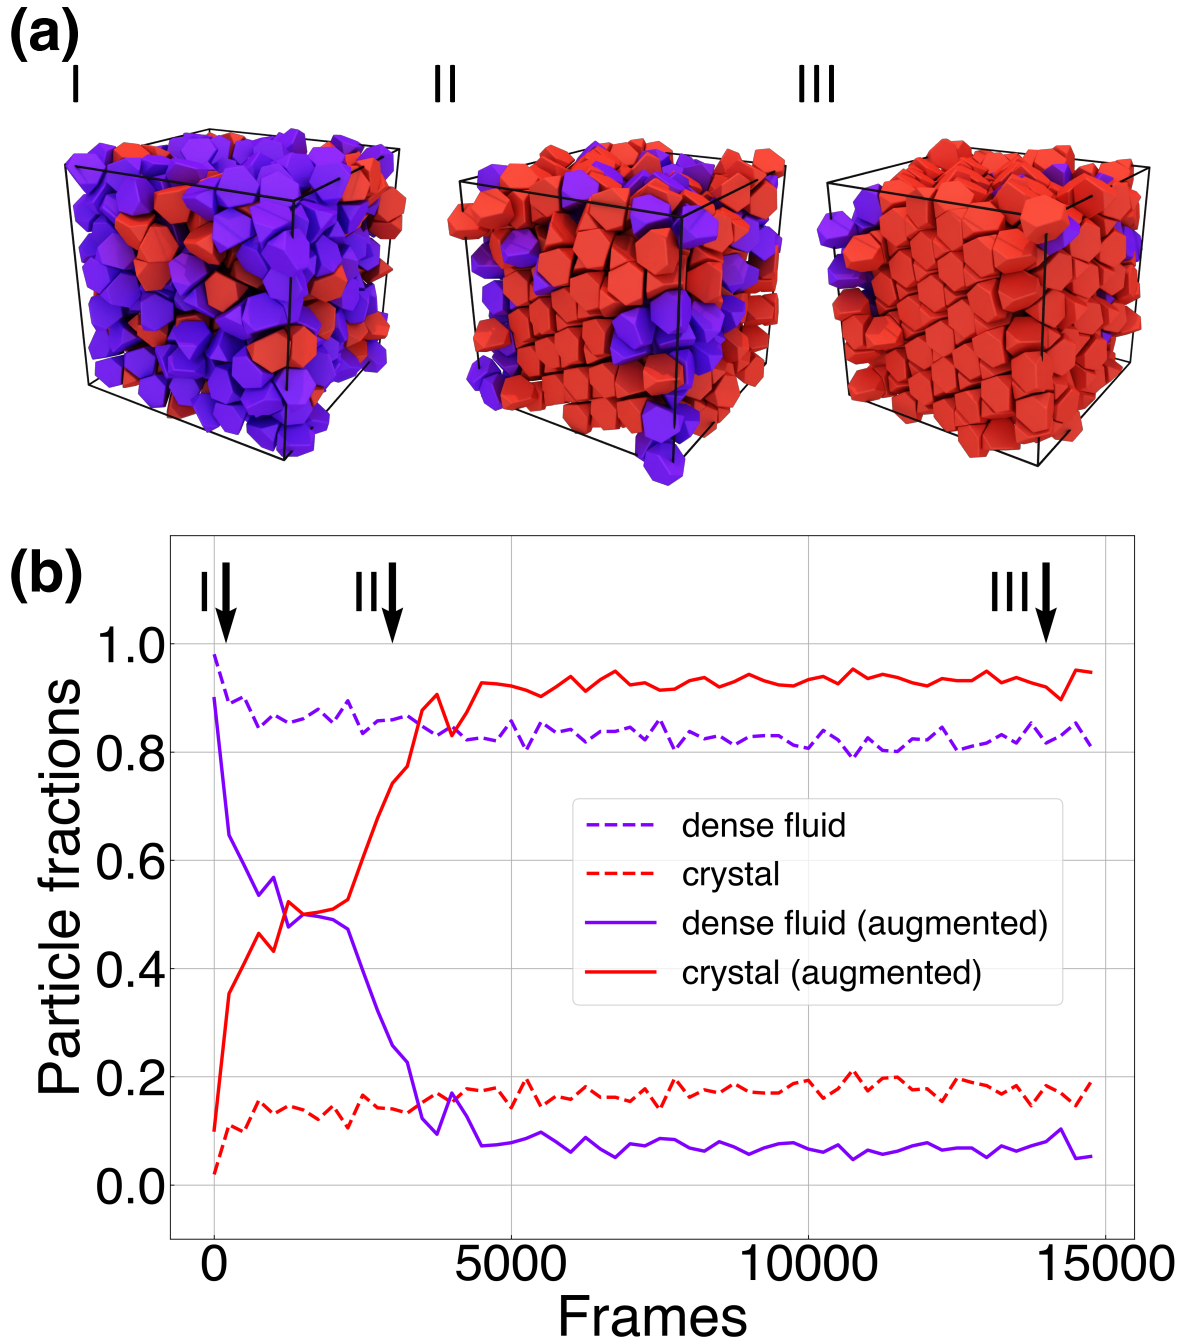 (a)
I II III
(b)
I II III
1.0
0.8
0.6
0.4
0.2
0.0
Particle fractions
dense fluid
crystal
dense fluid (augmented)
crystal (augmented)
0 5000 10000 15000
Frames